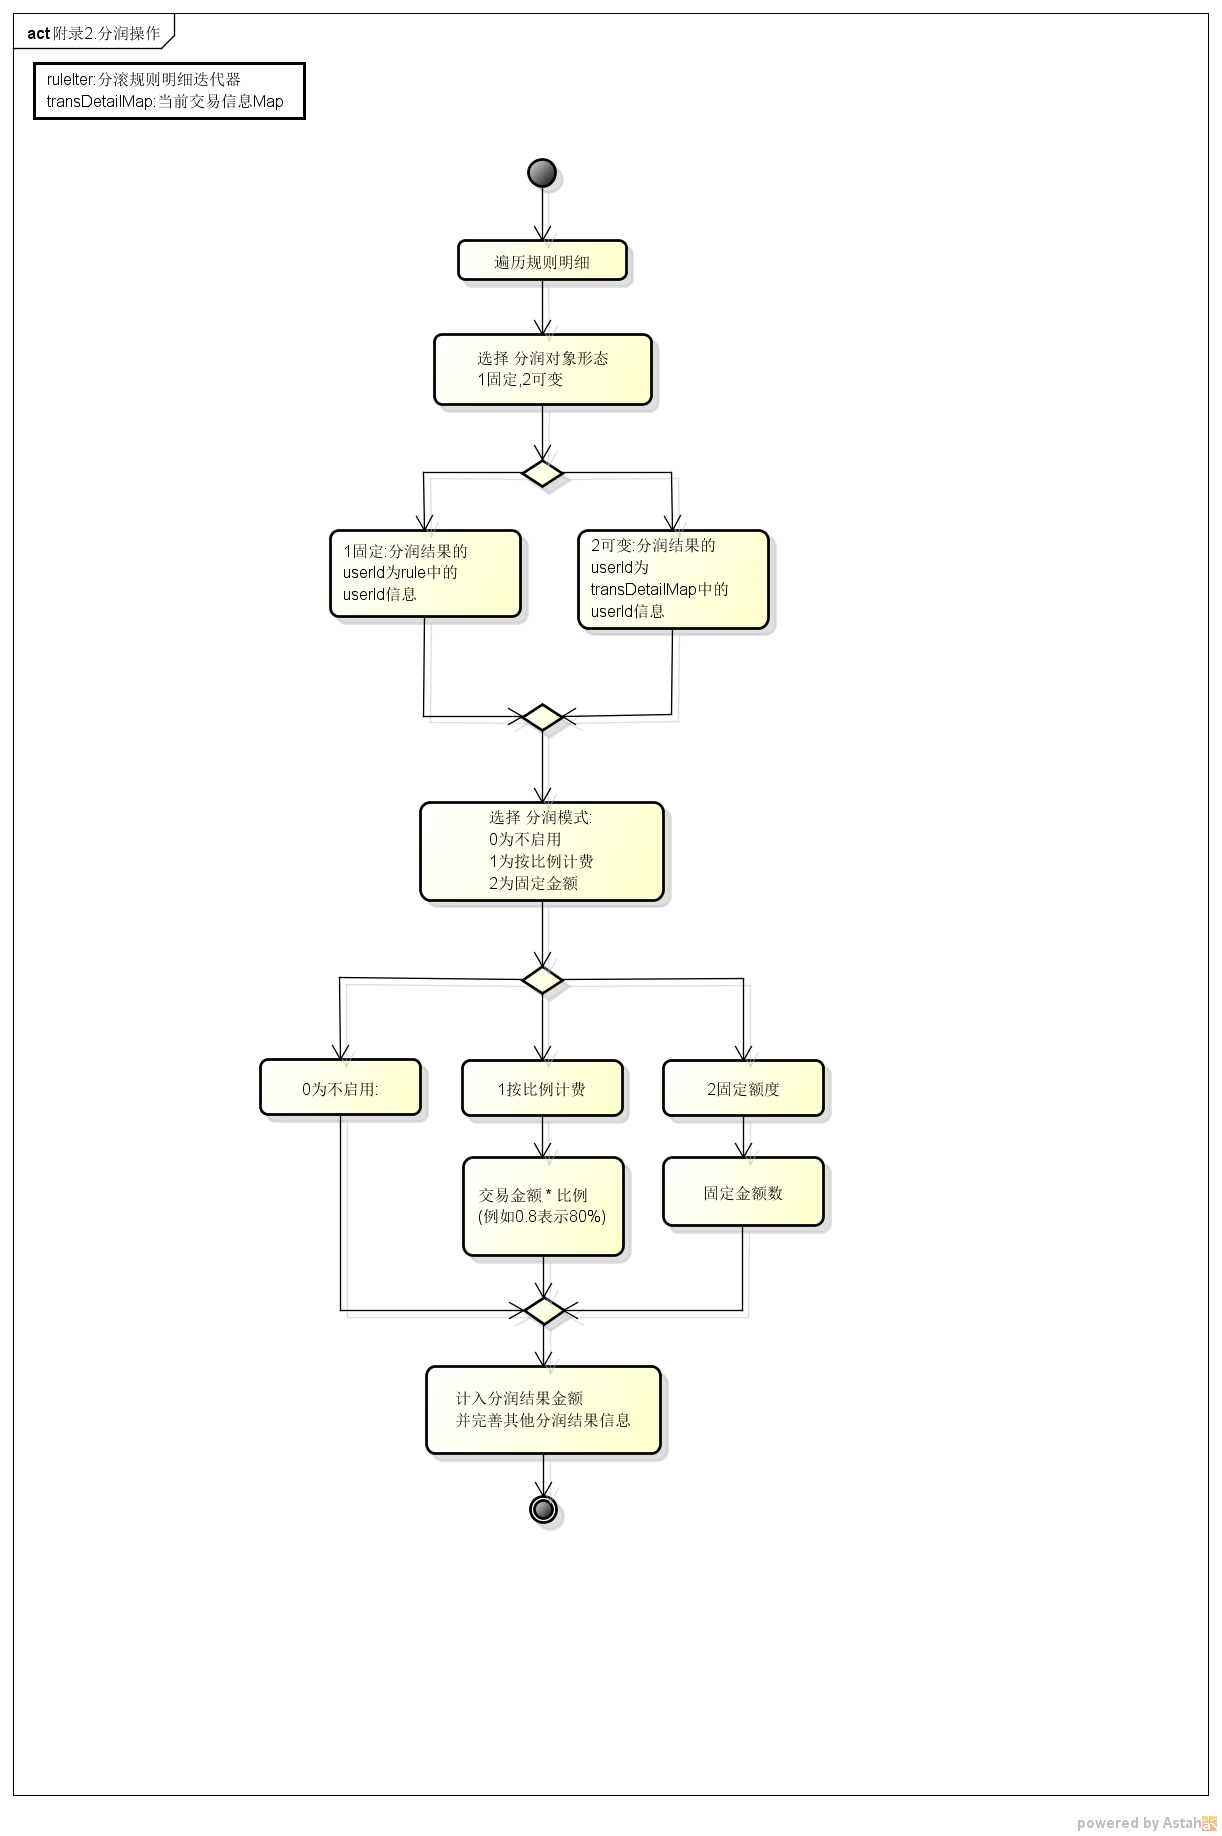 act 附录2.分润操作
ruleIter:分滚规则明细迭代器
transDetailMap:当前交易信息Map
遍历规则明细
选择 分润对象形态
1固定,2可变
1固定:分润结果的
userId为rule中的
userId信息
2可变:分润结果的
userId为
transDetailMap中的
userId信息
选择 分润模式:
0为不启用
1为按比例计费
2为固定金额
0为不启用:
1按比例计费
2固定额度
交易金额 * 比例
(例如0.8表示80%)
固定金额数
计入分润结果金额
并完善其他分润结果信息
powered by Astah